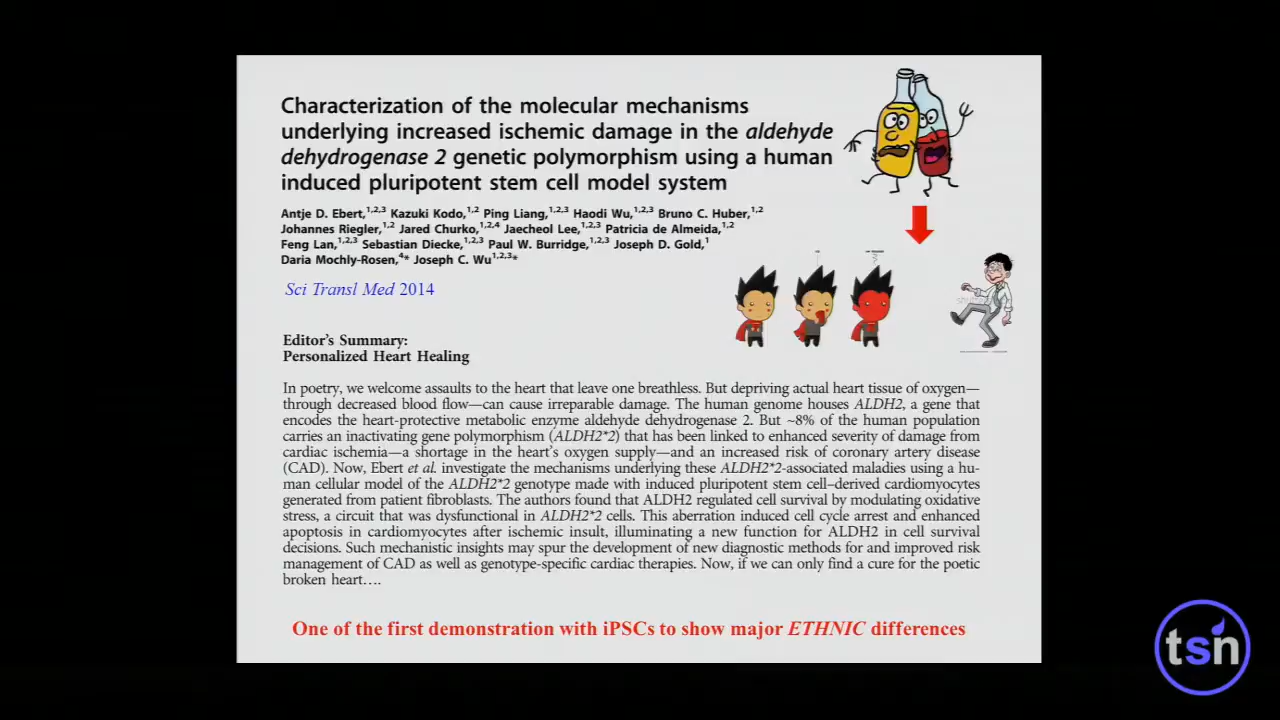 Characterization of the molecular mechanisms
underlying increased ischemic damage in the aldehyde
dehydrogenase 2 genetic polymorphism using a human
induced pluripotent stem cell model system
Antje D. Ebert,1,2,3 Kazuki Kodo,1,2 Ping Liang,1,2,3 Haodi Wu,1,2,3 Bruno C. Huber,1,2
Johannes Riegler,1,2 Jared Churko,1,2,4 Jaecheol Lee,1,2,3 Patricia de Almeida,1,2
Feng Lan,1,2,3 Sebastian Diecke,1,2,3 Paul W. Burridge,1,2,3 Joseph D. Gold,1
Daria Mochly-Rosen,4* Joseph C. Wu1,2,3*
Sci Transl Med 2014
Editor's Summary:
Personalized Heart Healing
In poetry, we welcome assaults to the heart that leave one breathless. But depriving actual heart tissue of oxygen—
through decreased blood flow—can cause irreparable damage. The human genome houses ALDH2, a gene that
encodes the heart-protective metabolic enzyme aldehyde dehydrogenase 2. But ~8% of the human population
carries an inactivating gene polymorphism (ALDH2*2) that has been linked to enhanced severity of damage from
cardiac ischemia—a shortage in the heart's oxygen supply—and an increased risk of coronary artery disease
(CAD). Now, Ebert et al. investigate the mechanisms underlying these ALDH2*2-associated maladies using a hu-
man cellular model of the ALDH2*2 genotype made with induced pluripotent stem cell–derived cardiomyocytes
generated from patient fibroblasts. The authors found that ALDH2 regulated cell survival by modulating oxidative
stress, a circuit that was dysfunctional in ALDH2*2 cells. This aberration induced cell cycle arrest and enhanced
apoptosis in cardiomyocytes after ischemic insult, illuminating a new function for ALDH2 in cell survival
decisions. Such mechanistic insights may spur the development of new diagnostic methods for and improved risk
management of CAD as well as genotype-specific cardiac therapies. Now, if we can only find a cure for the poetic
broken heart….
One of the first demonstration with iPSCs to show major ETHNIC differences
tsn